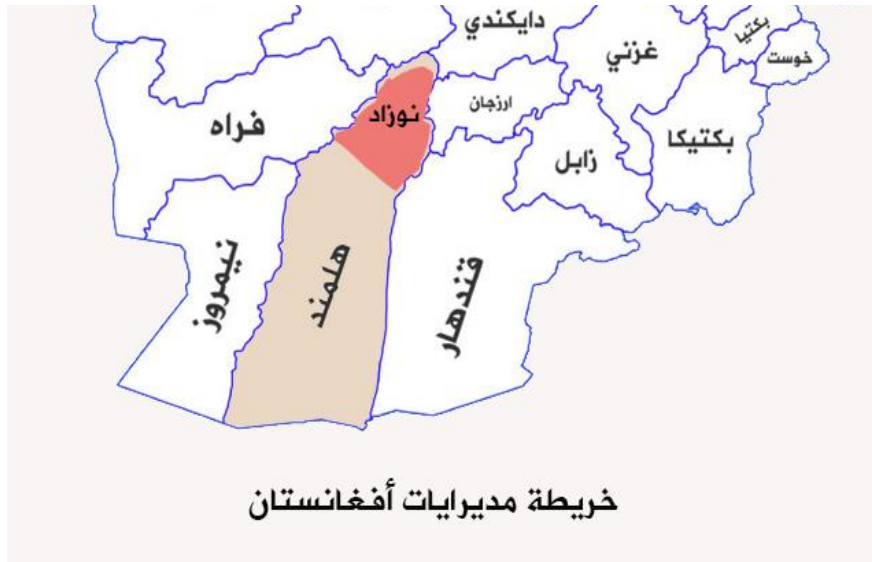 دايكندي
بكتيا
غزني
خوست
ارزجان
نوزاد
فراه
بكتيكا
زابل
هلمند
نيمروز
قندهار
خريطة مديرايات أفغانستان